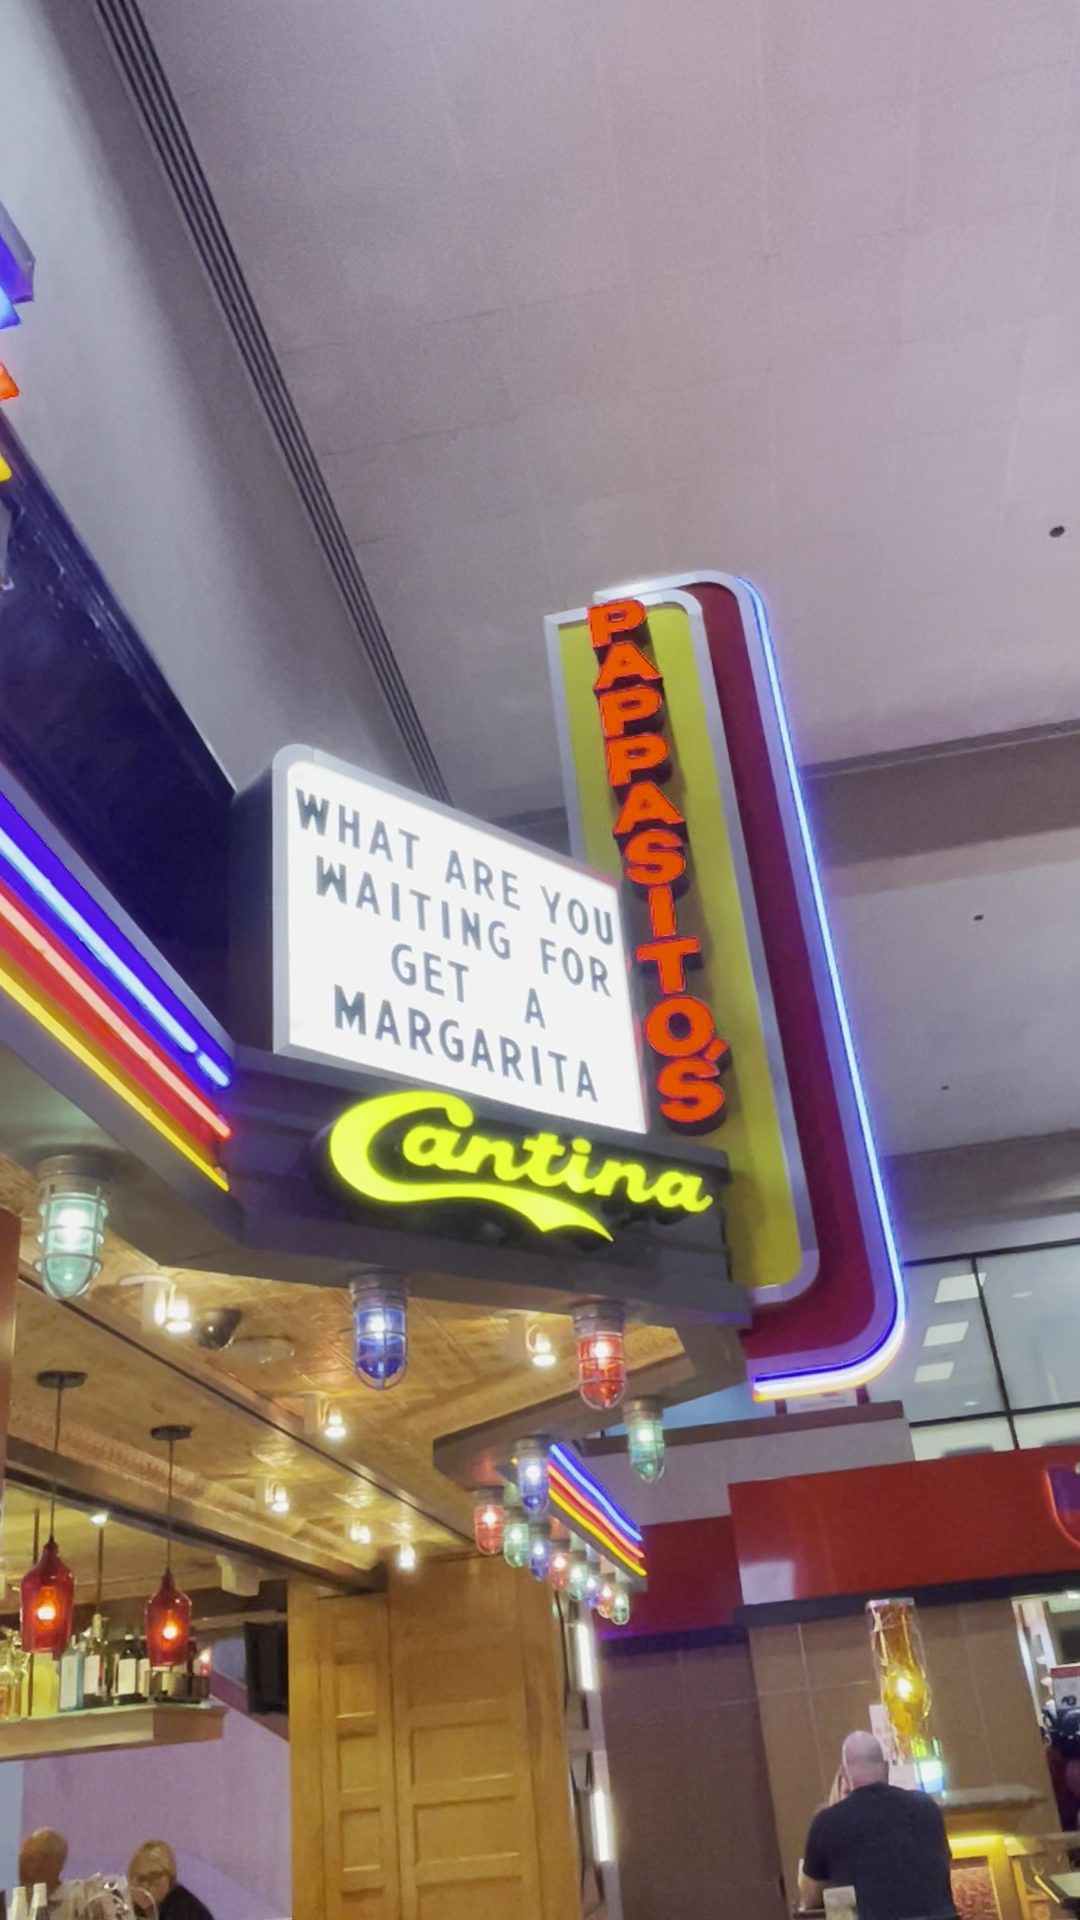 PAPPASITO'S
WHAT ARE YOU
WAITING FOR
GET A
MARGARITA
Cantina